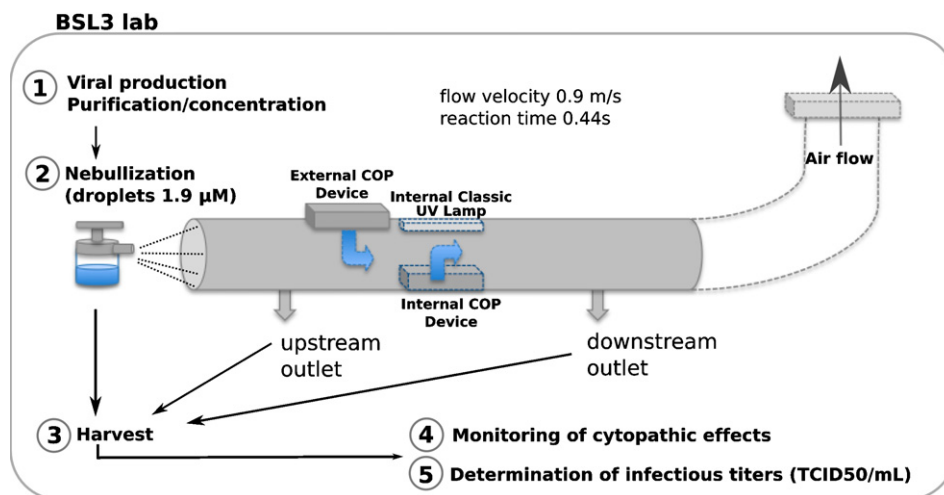 BSL3 lab
1 Viral production
Purification/concentration
flow velocity 0.9 m/s
reaction time 0.44s
2 Nebullization
(droplets 1.9 µM)
External COP
Device
Internal Classic
UV Lamp
Air flow
Internal COP
Device
upstream
outlet
downstream
outlet
3 Harvest
4 Monitoring of cytopathic effects
5 Determination of infectious titers (TCID50/mL)